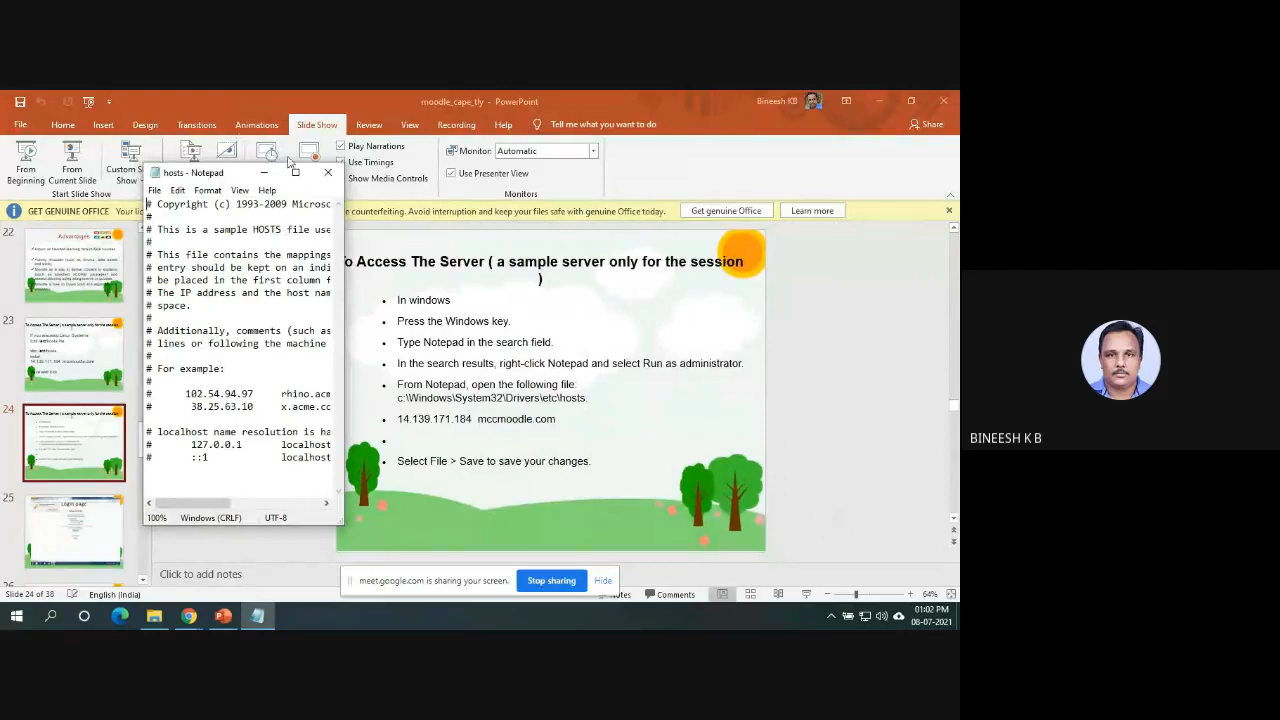 moodle_cape_tly - PowerPoint
Bineesh KB
File Home Insert Design Transitions Animations Slide Show Review View Recording Help Tell me what you want to do Share
Play Narrations
Use Timings
Show Media Controls
Monitor: Automatic
Use Presenter View
Monitors
From Beginning
From Current Slide
Custom S
Show
Start Slide Show
GET GENUINE OFFICE Your lic
counterfeiting. Avoid interruption and keep your files safe with genuine Office today. Get genuine Office Learn more
hosts - Notepad
File Edit Format View Help
# Copyright (c) 1993-2009 Microsc
#
# This is a sample HOSTS file use
#
# This file contains the mappings
# entry should be kept on an indi
# be placed in the first column f
# The IP address and the host nam
# space.
#
# Additionally, comments (such as
# lines or following the machine
#
# For example:
#
# 102.54.94.97 rhino.acm
# 38.25.63.10 x.acme.co
# localhost name resolution is ha
# 127.0.0.1 localhost
# ::1 localhost
100% Windows (CRLF) UTF-8
22
Advantages
23
24
25
Login page
26
To Access The Server ( a sample server only for the session
)
• In windows
• Press the Windows key.
• Type Notepad in the search field.
• In the search results, right-click Notepad and select Run as administrator.
• From Notepad, open the following file:
c:\Windows\System32\Drivers\etc\hosts.
• 14.139.171.184 mymoodle.com
•
• Select File > Save to save your changes.
Click to add notes
meet.google.com is sharing your screen. Stop sharing Hide
Slide 24 of 38 English (India) Notes Comments 64%
01:02 PM
08-07-2021
BINEESH K B